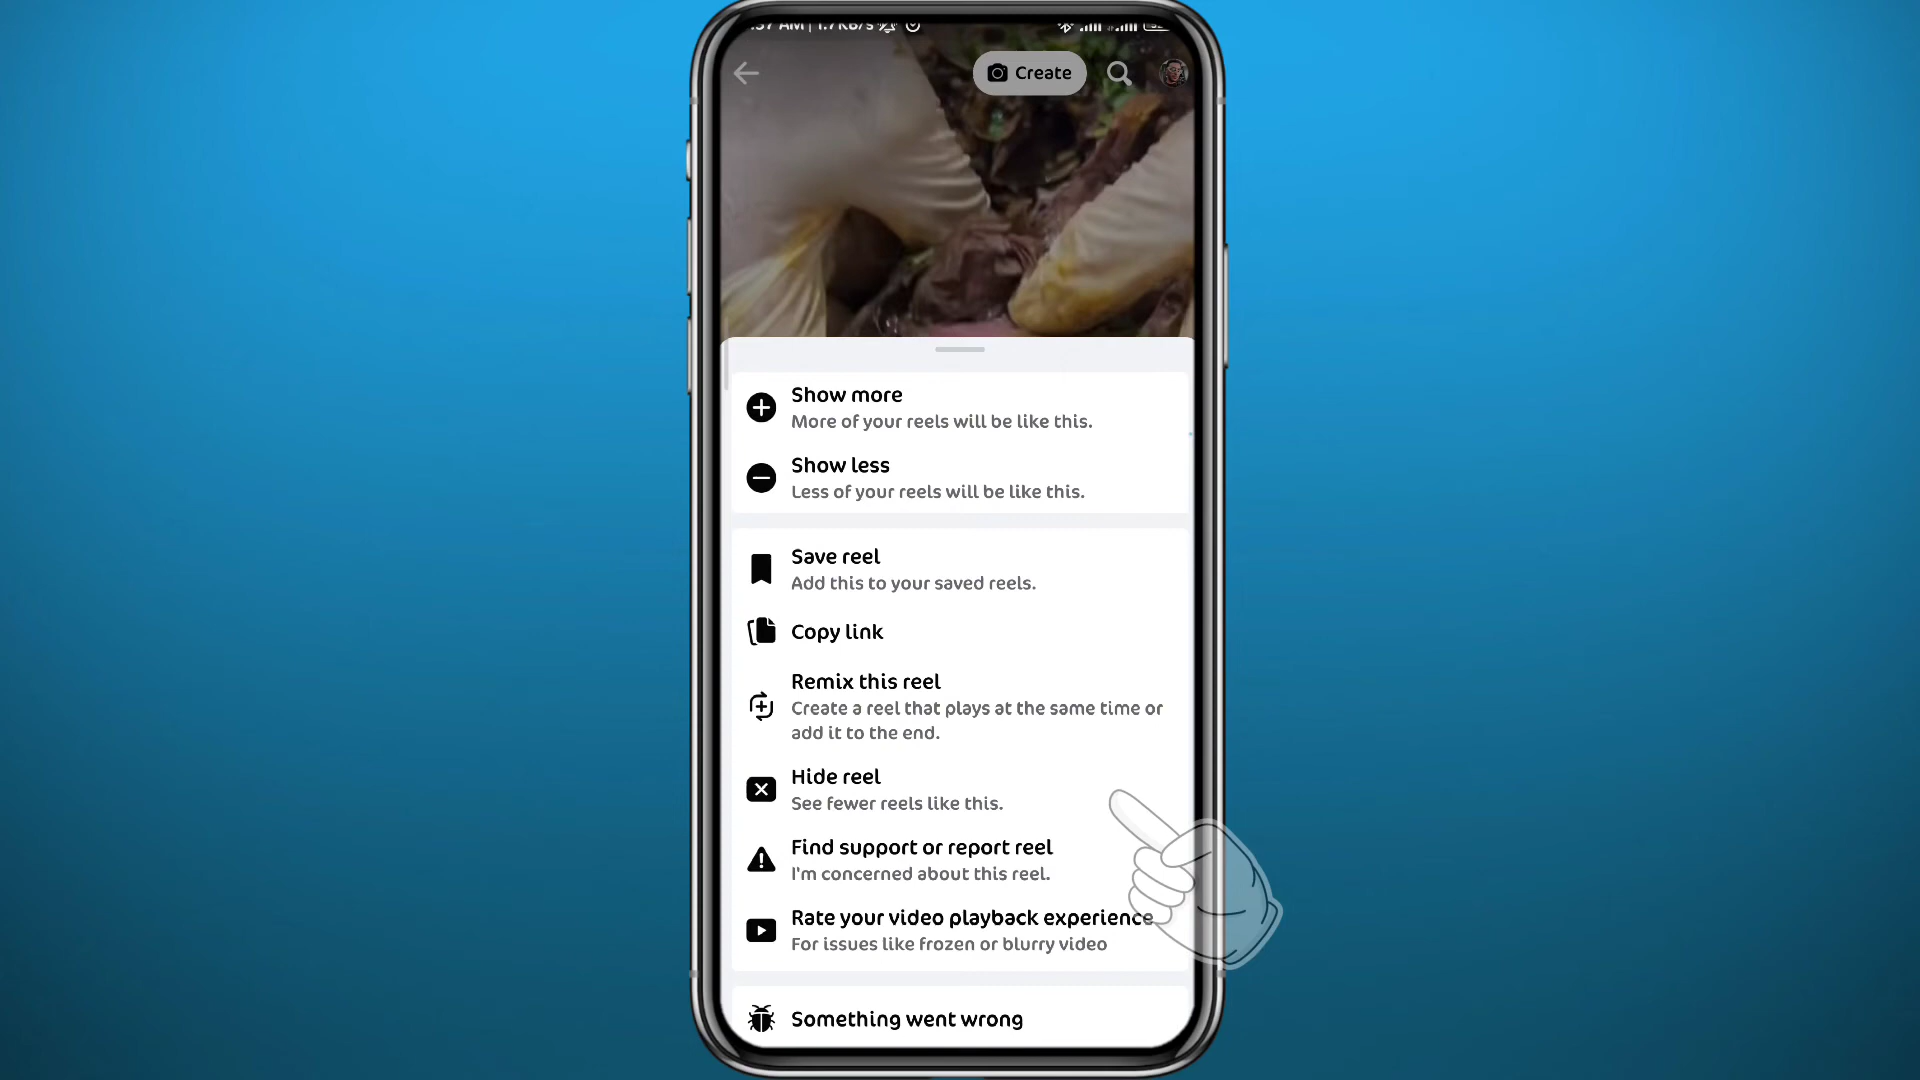 Create
Show more
More of your reels will be like this.
Show less
Less of your reels will be like this.
Save reel
Add this to your saved reels.
Copy link
Remix this reel
Create a reel that plays at the same time or
add it to the end.
Hide reel
See fewer reels like this.
Find support or report reel
I'm concerned about this reel.
Rate your video playback experience
For issues like frozen or blurry video
Something went wrong